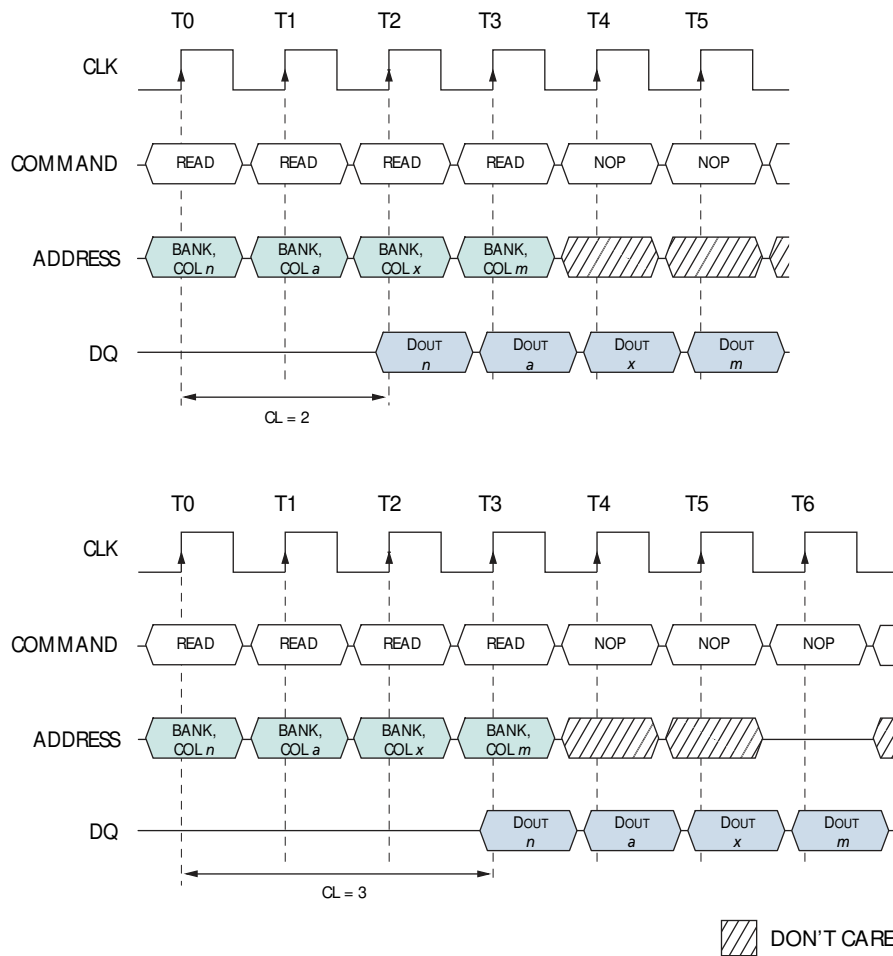 T0 T1 T2 T3 T4 T5
CLK
COMMAND READ READ READ READ NOP NOP
ADDRESS BANK, COL n BANK, COL a BANK, COL x BANK, COL m
DQ DOUT n DOUT a DOUT x DOUT m
CL = 2
T0 T1 T2 T3 T4 T5 T6
CLK
COMMAND READ READ READ READ NOP NOP NOP
ADDRESS BANK, COL n BANK, COL a BANK, COL x BANK, COL m
DQ DOUT n DOUT a DOUT x DOUT m
CL = 3
DON'T CARE